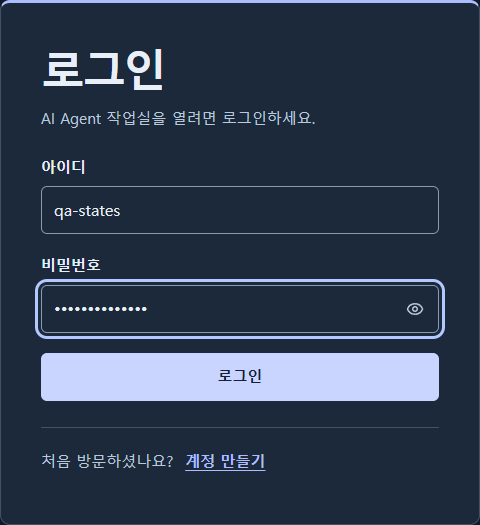 로그인
AI Agent 작업실을 열려면 로그인하세요.
아이디
qa-states
비밀번호
••••••••••••••
로그인
처음 방문하셨나요? 계정 만들기